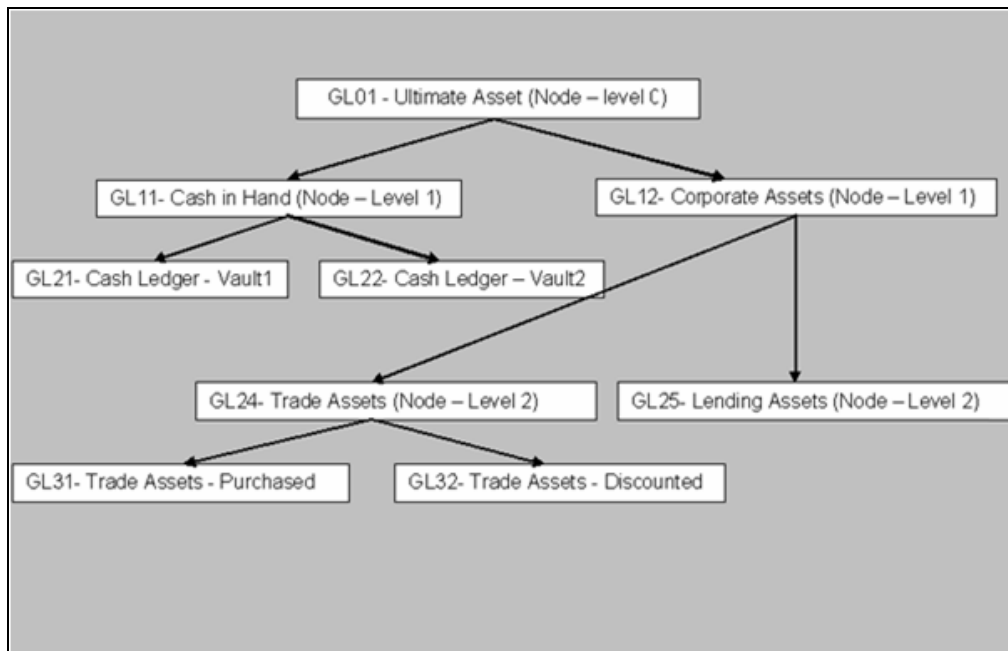 GL01 - Ultimate Asset (Node – level 0)
GL11- Cash in Hand (Node – Level 1)
GL12- Corporate Assets (Node – Level 1)
GL21- Cash Ledger - Vault1
GL22- Cash Ledger – Vault2
GL24- Trade Assets (Node – Level 2)
GL25- Lending Assets (Node – Level 2)
GL31- Trade Assets - Purchased
GL32- Trade Assets - Discounted